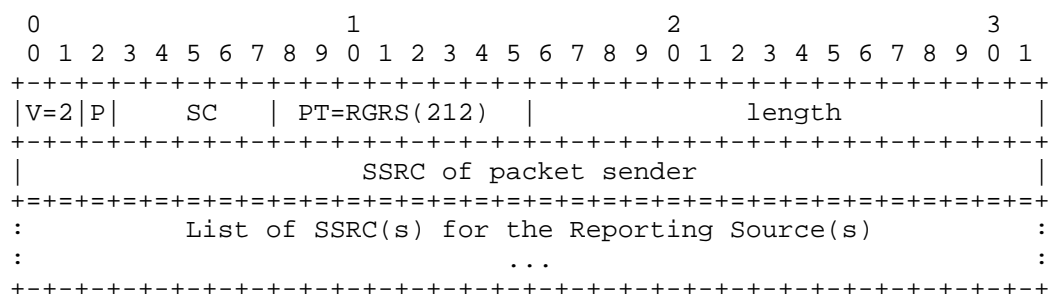 0                   1                   2                   3
 0 1 2 3 4 5 6 7 8 9 0 1 2 3 4 5 6 7 8 9 0 1 2 3 4 5 6 7 8 9 0 1
+-+-+-+-+-+-+-+-+-+-+-+-+-+-+-+-+-+-+-+-+-+-+-+-+-+-+-+-+-+-+-+-+
|V=2|P|    SC   | PT=RGRS(212)  |             length            |
+-+-+-+-+-+-+-+-+-+-+-+-+-+-+-+-+-+-+-+-+-+-+-+-+-+-+-+-+-+-+-+-+
|                     SSRC of packet sender                     |
+=+=+=+=+=+=+=+=+=+=+=+=+=+=+=+=+=+=+=+=+=+=+=+=+=+=+=+=+=+=+=+=+
:          List of SSRC(s) for the Reporting Source(s)          :
:                              ...                              :
+-+-+-+-+-+-+-+-+-+-+-+-+-+-+-+-+-+-+-+-+-+-+-+-+-+-+-+-+-+-+-+-+